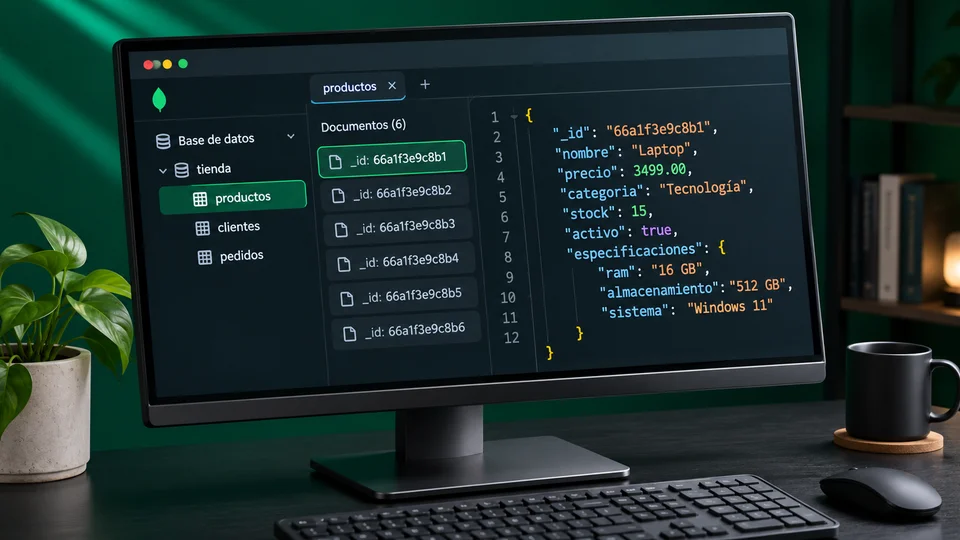 productos × +
Base de datos
tienda
productos
clientes
pedidos
Documentos (6)
_id: 66a1f3e9c8b1
_id: 66a1f3e9c8b2
_id: 66a1f3e9c8b3
_id: 66a1f3e9c8b4
_id: 66a1f3e9c8b5
_id: 66a1f3e9c8b6
1 {
2 "_id": "66a1f3e9c8b1",
3 "nombre": "Laptop",
4 "precio": 3499.00,
5 "categoria": "Tecnología",
6 "stock": 15,
7 "activo": true,
8 "especificaciones": {
9 "ram": "16 GB",
10 "almacenamiento": "512 GB",
11 "sistema": "Windows 11"
12 }
}